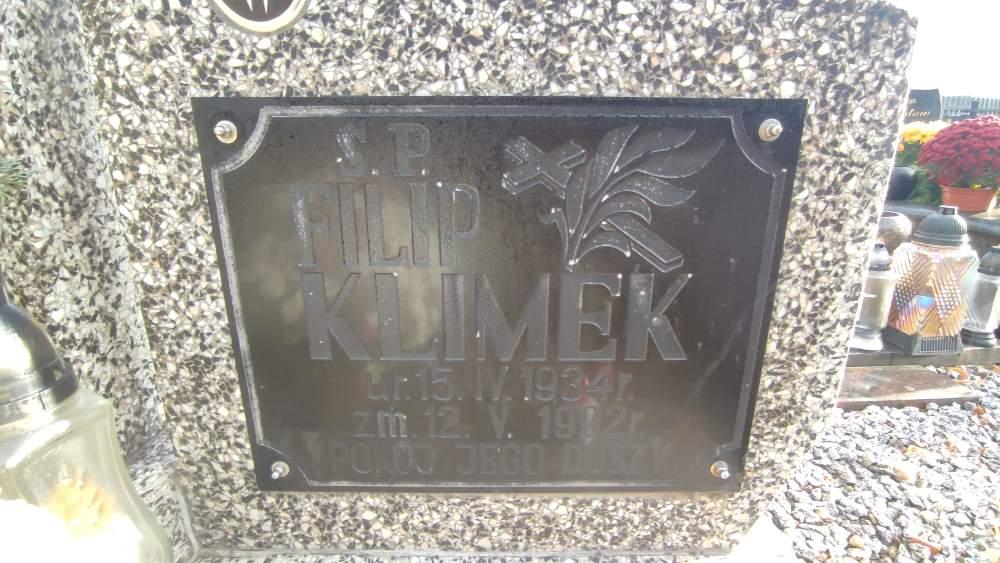 Ś.P.
FILIP
KLIMEK
ur. 15. IV. 1934r.
zm. 12. V. 1992r.
POKÓJ JEGO DUSZY.